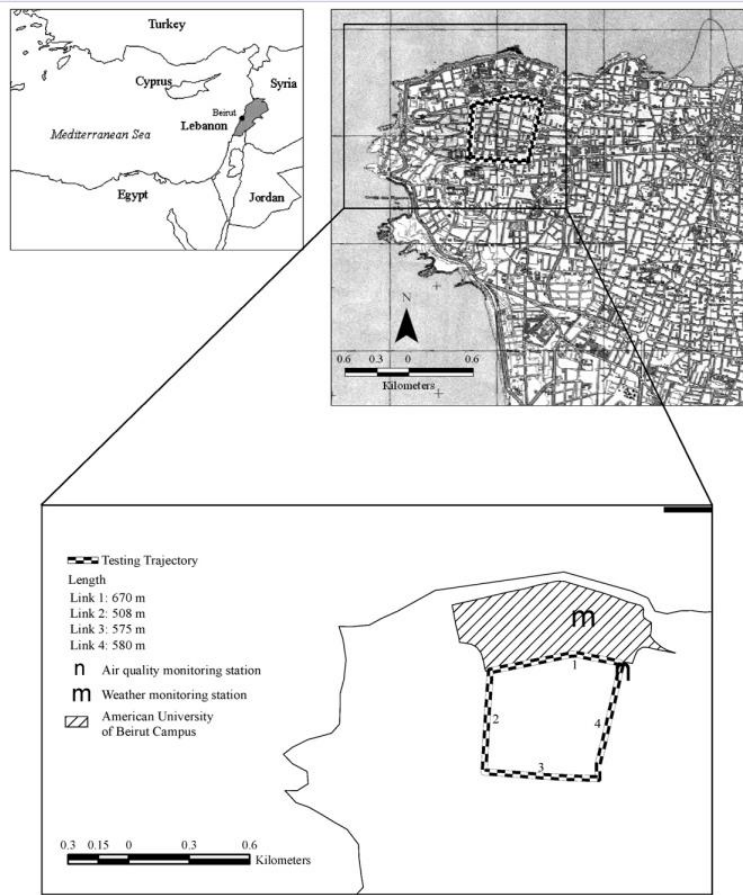 Turkey
Cyprus
Syria
Beirut
Lebanon
Mediterranean Sea
Egypt
Jordan
N
0.6 0.3 0 0.6
Kilometers
Testing Trajectory
Length
Link 1: 670 m
Link 2: 508 m
Link 3: 575 m
Link 4: 580 m
n Air quality monitoring station
m Weather monitoring station
American University
of Beirut Campus
m
n
1
2
4
3
0.3 0.15 0 0.3 0.6
Kilometers